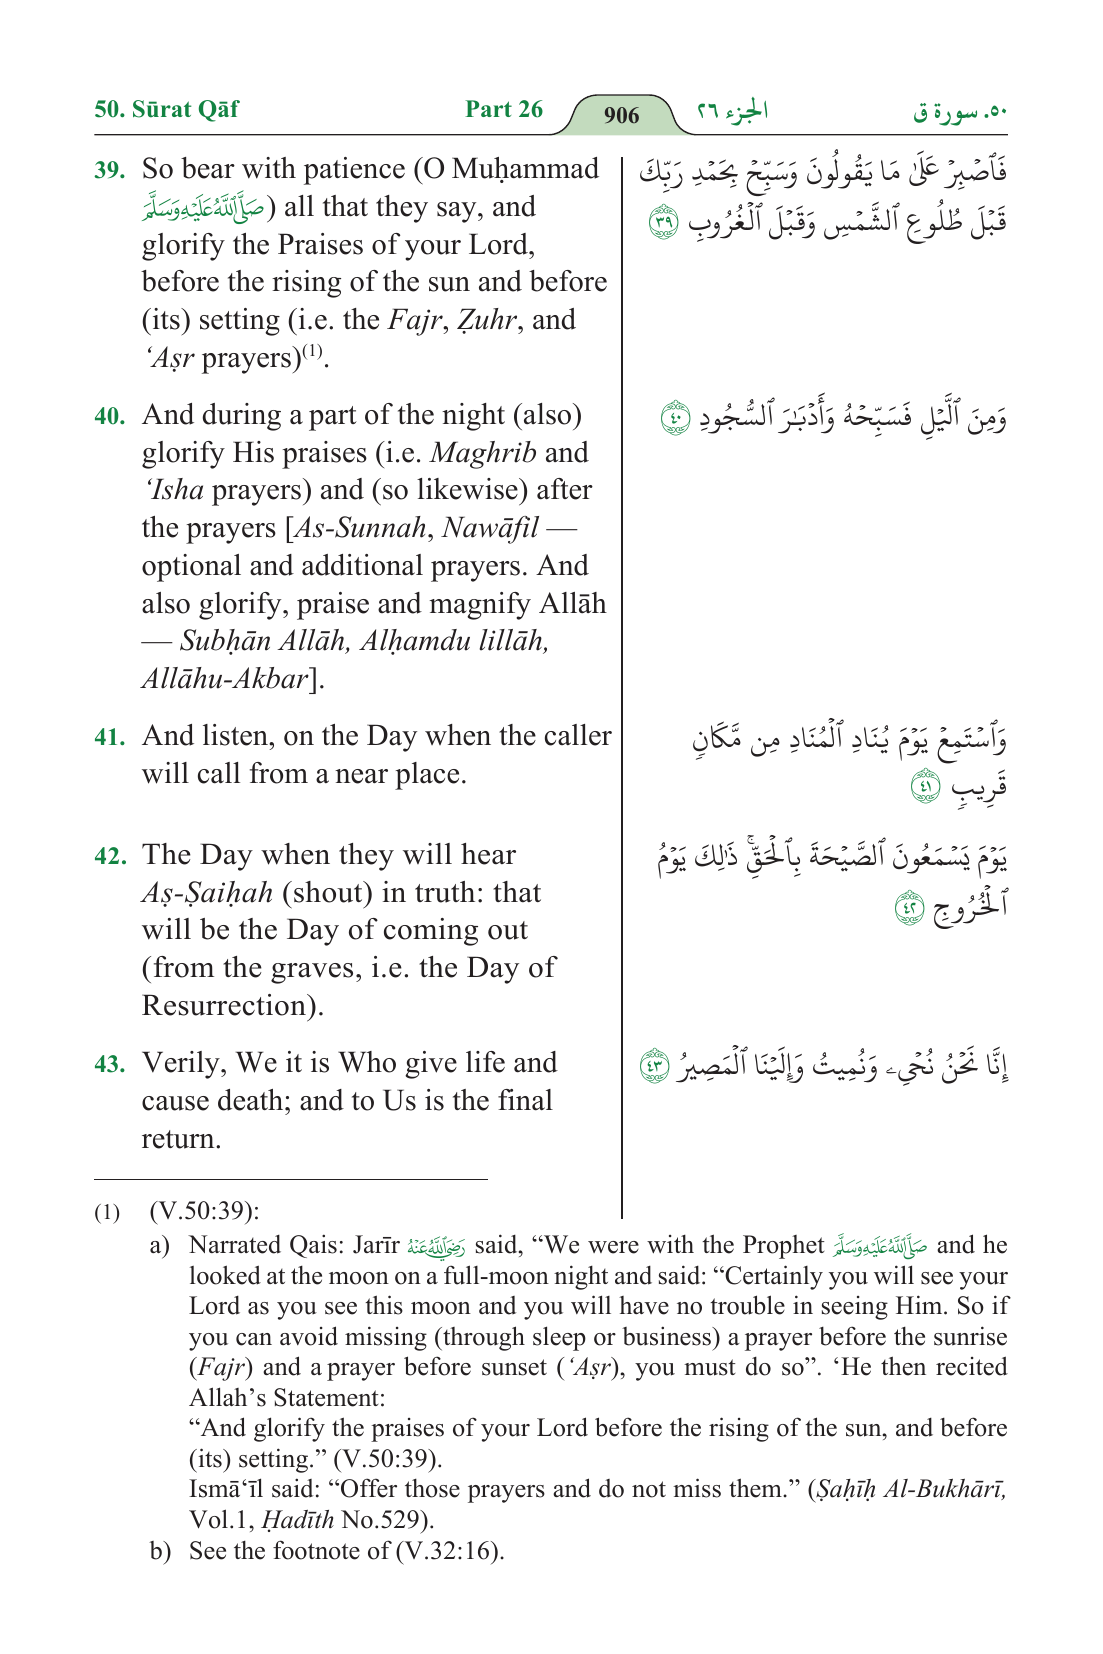 50. Sūrat Qāf Part 26 906 الجزء ٢٦ ٥٠. سورة ق
39. So bear with patience (O Muḥammad
ﷺ) all that they say, and
glorify the Praises of your Lord,
before the rising of the sun and before
(its) setting (i.e. the Fajr, Ẓuhr, and
‘Aṣr prayers)(1).
فَٱصۡبِرۡ عَلَىٰ مَا يَقُولُونَ وَسَبِّحۡ بِحَمۡدِ رَبِّكَ
قَبۡلَ طُلُوعِ ٱلشَّمۡسِ وَقَبۡلَ ٱلۡغُرُوبِ ٣٩
40. And during a part of the night (also)
glorify His praises (i.e. Maghrib and
‘Isha prayers) and (so likewise) after
the prayers [As-Sunnah, Nawāfil —
optional and additional prayers. And
also glorify, praise and magnify Allāh
— Subḥān Allāh, Alḥamdu lillāh,
Allāhu-Akbar].
وَمِنَ ٱلَّيۡلِ فَسَبِّحۡهُ وَأَدۡبَٰرَ ٱلسُّجُودِ ٤٠
41. And listen, on the Day when the caller
will call from a near place.
وَٱسۡتَمِعۡ يَوۡمَ يُنَادِ ٱلۡمُنَادِ مِن مَّكَانٖ
قَرِيبٖ ٤١
42. The Day when they will hear
Aṣ-Ṣaiḥah (shout) in truth: that
will be the Day of coming out
(from the graves, i.e. the Day of
Resurrection).
يَوۡمَ يَسۡمَعُونَ ٱلصَّيۡحَةَ بِٱلۡحَقِّۚ ذَٰلِكَ يَوۡمُ
ٱلۡخُرُوجِ ٤٢
43. Verily, We it is Who give life and
cause death; and to Us is the final
return.
إِنَّا نَحۡنُ نُحۡيِۦ وَنُمِيتُ وَإِلَيۡنَا ٱلۡمَصِيرُ ٤٣
(1) (V.50:39):
a) Narrated Qais: Jarīr رَضِيَ اللَّهُ عَنْهُ said, “We were with the Prophet ﷺ and he
looked at the moon on a full-moon night and said: “Certainly you will see your
Lord as you see this moon and you will have no trouble in seeing Him. So if
you can avoid missing (through sleep or business) a prayer before the sunrise
(Fajr) and a prayer before sunset (‘Aṣr), you must do so”. ‘He then recited
Allah’s Statement:
“And glorify the praises of your Lord before the rising of the sun, and before
(its) setting.” (V.50:39).
Ismā‘īl said: “Offer those prayers and do not miss them.” (Ṣaḥīḥ Al-Bukhārī,
Vol.1, Ḥadīth No.529).
b) See the footnote of (V.32:16).